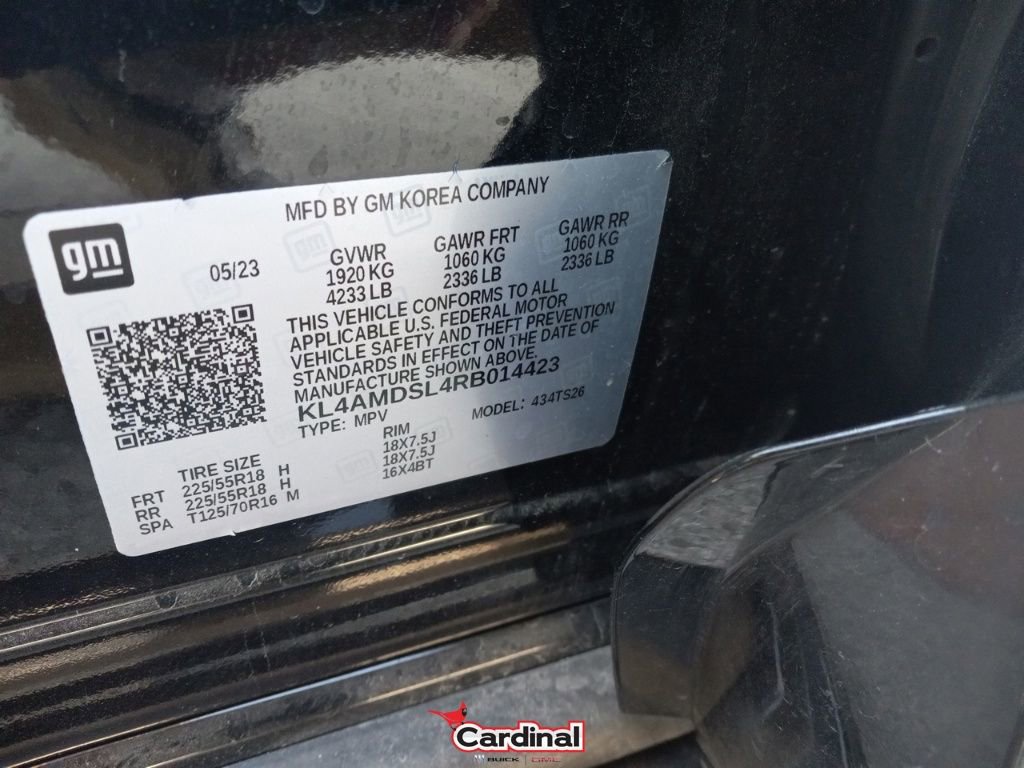 MFD BY GM KOREA COMPANY
gm
05/23
GVWR
1920 KG
4233 LB
GAWR FRT
1060 KG
2336 LB
GAWR RR
1060 KG
2336 LB
THIS VEHICLE CONFORMS TO ALL
APPLICABLE U.S. FEDERAL MOTOR
VEHICLE SAFETY AND THEFT PREVENTION
STANDARDS IN EFFECT ON THE DATE OF
MANUFACTURE SHOWN ABOVE.
KL4AMDSL4RB014423
TYPE: MPV
MODEL: 434TS26
TIRE SIZE
RIM
FRT 225/55R18 H 18X7.5J
RR 225/55R18 H 18X7.5J
SPA T125/70R16 M 16X4BT
Cardinal
BUICK GMC